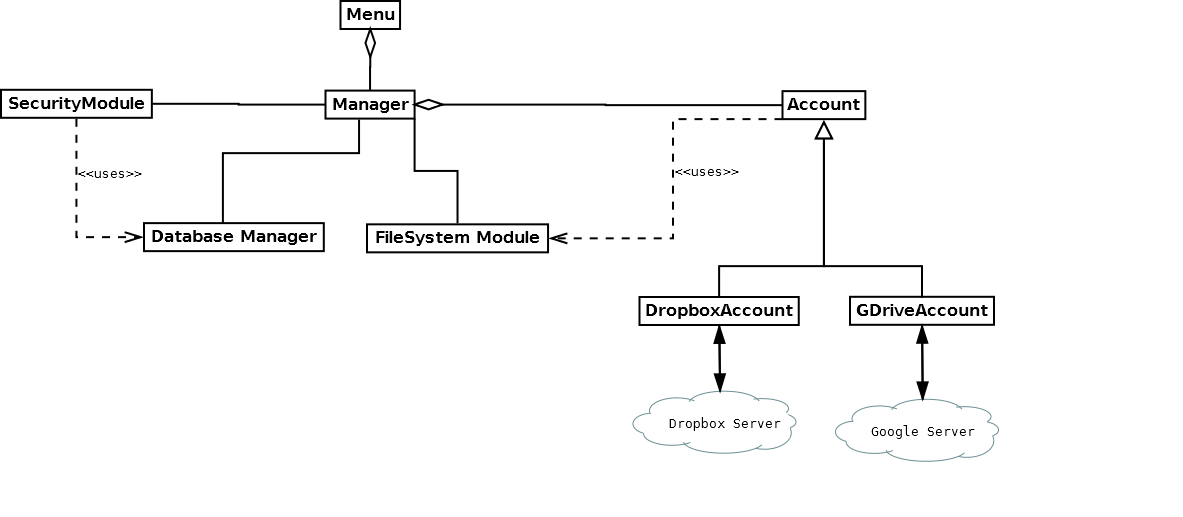 Menu
SecurityModule
Manager
Account
<<uses>>
<<uses>>
Database Manager
FileSystem Module
DropboxAccount
GDriveAccount
Dropbox Server
Google Server